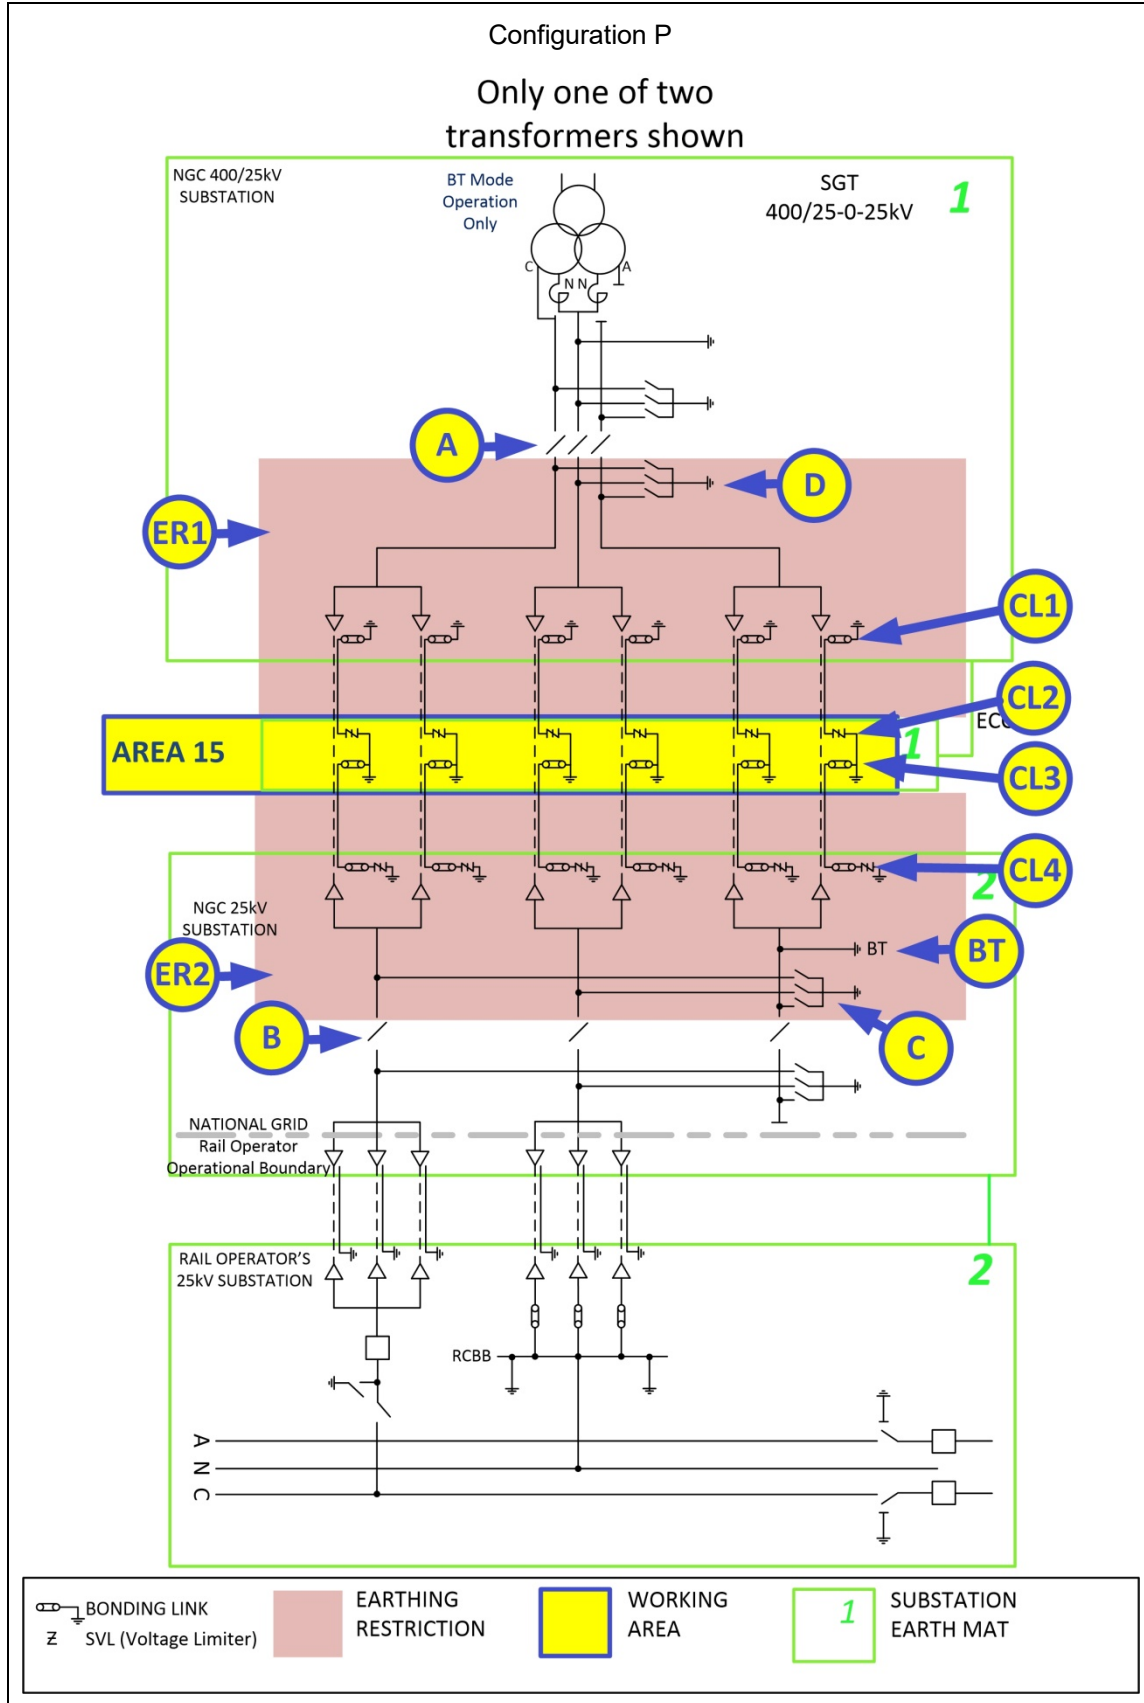 Configuration P
Only one of two
transformers shown
NGC 400/25kV
SUBSTATION
BT Mode
Operation
Only
SGT
400/25-0-25kV
1
C
A
N N
A
D
ER1
CL1
CL2
AREA 15
1
CL3
CL4
2
NGC 25kV
SUBSTATION
BT
BT
ER2
B
C
NATIONAL GRID
Rail Operator
Operational Boundary
RAIL OPERATOR'S
25kV SUBSTATION
2
RCBB
A
N
C
BONDING LINK
SVL (Voltage Limiter)
EARTHING
RESTRICTION
WORKING
AREA
1
SUBSTATION
EARTH MAT